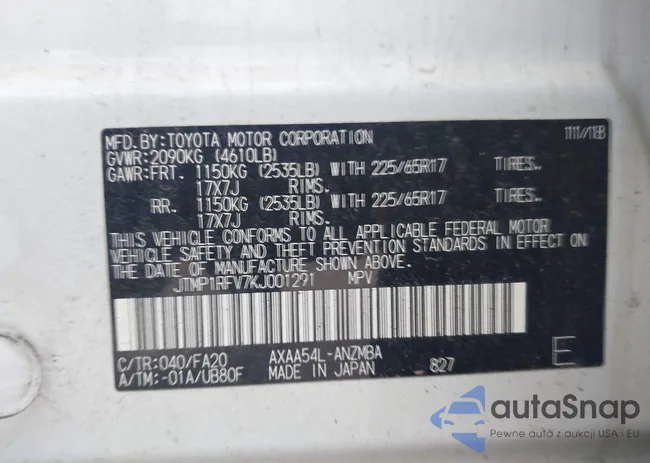 MFD. BY: TOYOTA MOTOR CORPORATION 11/18B
GVWR: 2090KG (4610LB)
GAWR: FRT. 1150KG (2535LB) WITH 225/65R17 TIRES.
17X7J RIMS.
RR. 1150KG (2535LB) WITH 225/65R17 TIRES.
17X7J RIMS.
THIS VEHICLE CONFORMS TO ALL APPLICABLE FEDERAL MOTOR
VEHICLE SAFETY AND THEFT PREVENTION STANDARDS IN EFFECT ON
THE DATE OF MANUFACTURE SHOWN ABOVE.
JTMP1RFV7KJ001291 MPV
C/TR: 040/FA20 AXAA54L-ANZMBA
A/TM: -01A/UB80F MADE IN JAPAN 827 E
autaSnap
Pewne auta z aukcji USA i EU